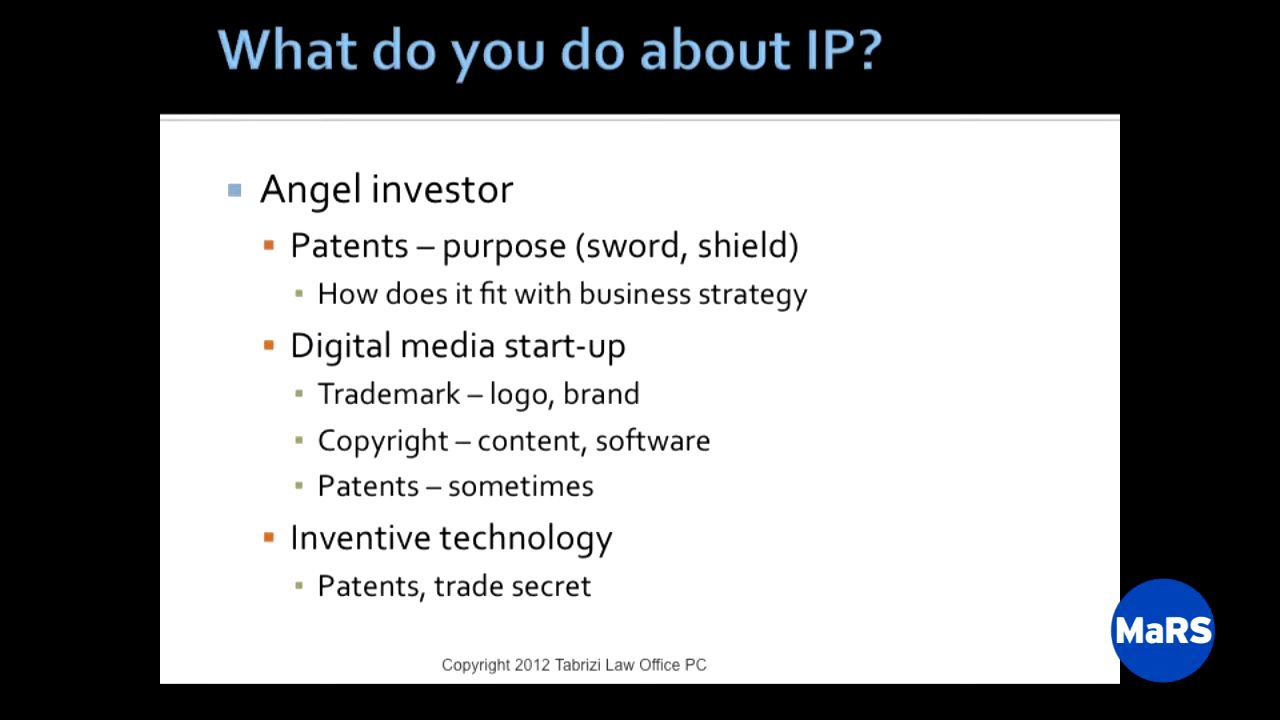 What do you do about IP?
Angel investor
Patents – purpose (sword, shield)
How does it fit with business strategy
Digital media start-up
Trademark – logo, brand
Copyright – content, software
Patents – sometimes
Inventive technology
Patents, trade secret
MaRS
Copyright 2012 Tabrizi Law Office PC